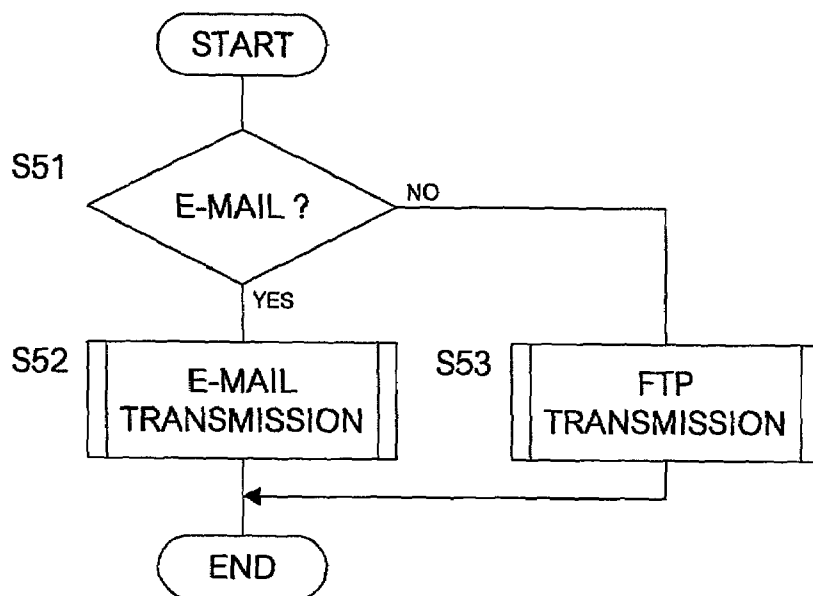 START
S51
E-MAIL ?
NO
YES
S52
E-MAIL
TRANSMISSION
S53
FTP
TRANSMISSION
END